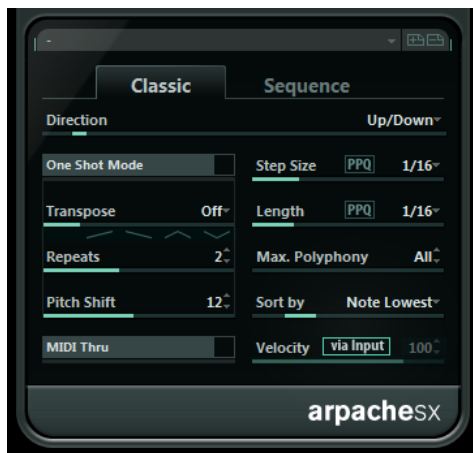 -
Classic Sequence
Direction Up/Down
One Shot Mode Step Size PPQ 1/16
Transpose Off Length PPQ 1/16
Repeats 2 Max. Polyphony All
Pitch Shift 12 Sort by Note Lowest
MIDI Thru Velocity via Input 100
arpacheSX